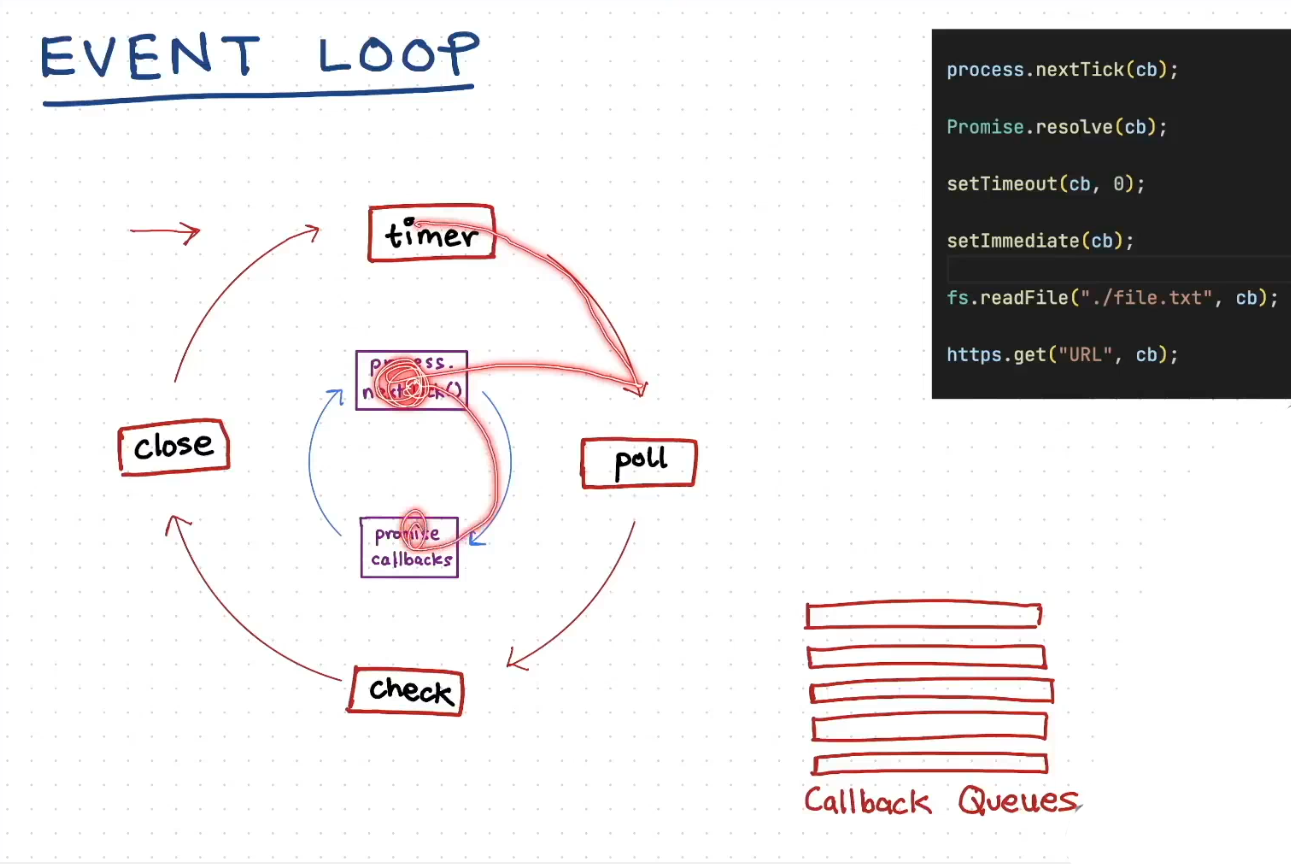 EVENT LOOP
process.nextTick(cb);
Promise.resolve(cb);
setTimeout(cb, 0);
setImmediate(cb);
fs.readFile("./file.txt", cb);
https.get("URL", cb);
timer
process.
nextTick()
close
poll
promise
callbacks
check
Callback Queues